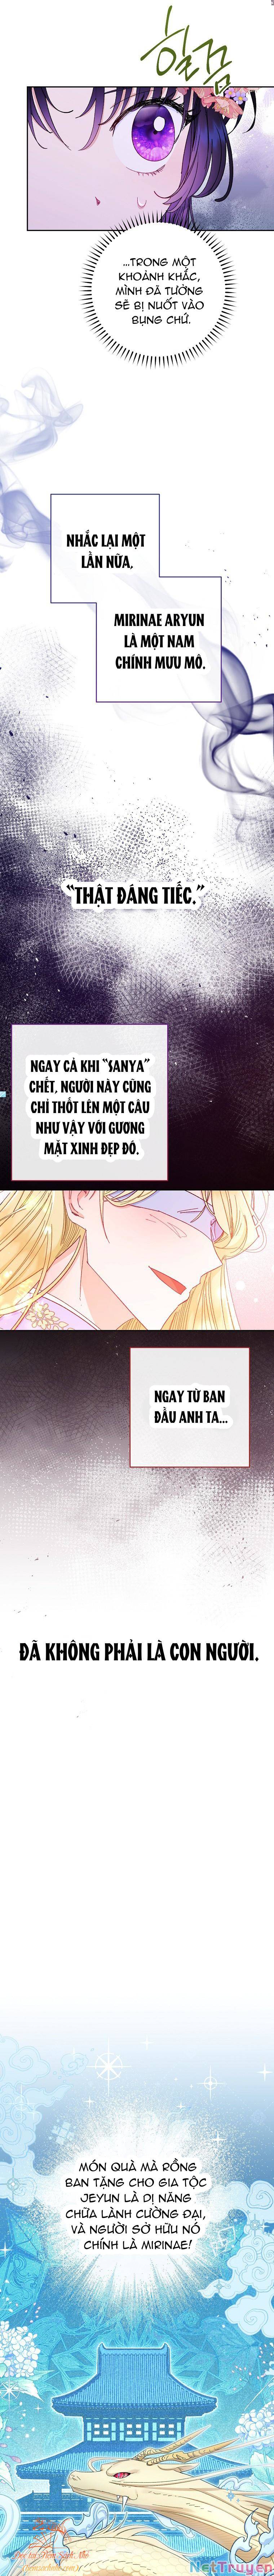 힐끔
...TRONG MỘT
KHOẢNH KHẮC,
MÌNH ĐÃ TƯỞNG
SẼ BỊ NUỐT VÀO
BỤNG CHỨ.
NHẮC LẠI MỘT
LẦN NỮA,
MIRINAE ARYUN
LÀ MỘT NAM
CHÍNH MƯU MÔ.
"THẬT ĐÁNG TIẾC."
NGAY CẢ KHI "SANYA"
CHẾT, NGƯỜI NÀY CŨNG
CHỈ THỐT LÊN MỘT CÂU
NHƯ VẬY VỚI GƯƠNG
MẶT XINH ĐẸP ĐÓ.
NGAY TỪ BAN
ĐẦU ANH TA...
ĐÃ KHÔNG PHẢI LÀ CON NGƯỜI.
MÓN QUÀ MÀ RỒNG
BAN TẶNG CHO GIA TỘC
JEYUN LÀ DỊ NĂNG
CHỮA LÀNH CƯỜNG ĐẠI,
VÀ NGƯỜI SỞ HỮU NÓ
CHÍNH LÀ MIRINAE!
NetTruyen